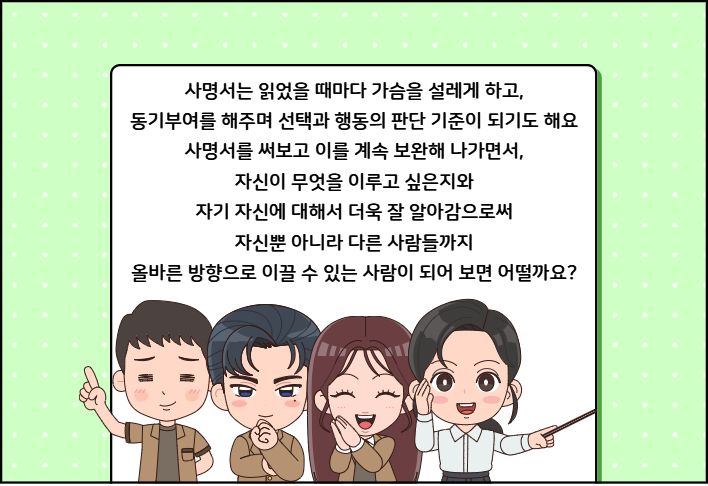 사명서는 읽었을 때마다 가슴을 설레게 하고,
동기부여를 해주며 선택과 행동의 판단 기준이 되기도 해요
사명서를 써보고 이를 계속 보완해 나가면서,
자신이 무엇을 이루고 싶은지와
자기 자신에 대해서 더욱 잘 알아감으로써
자신뿐 아니라 다른 사람들까지
올바른 방향으로 이끌 수 있는 사람이 되어 보면 어떨까요?